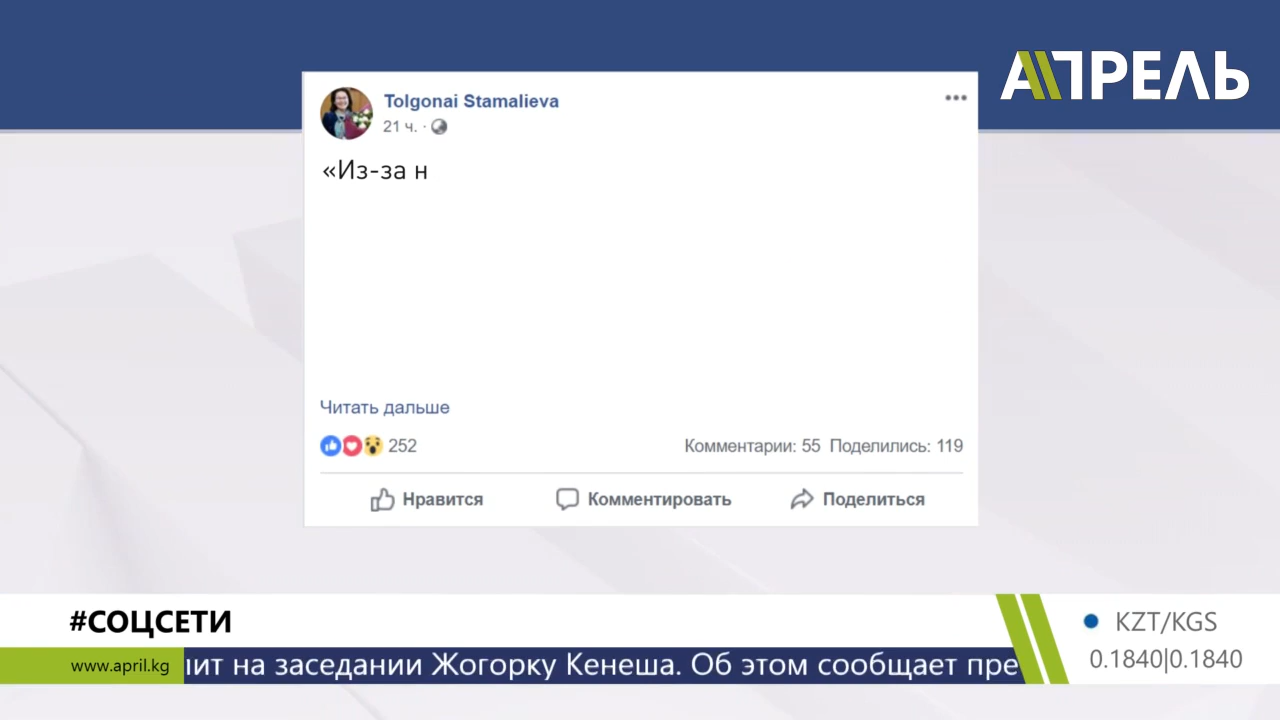 АПРЕЛЬ
Tolgonai Stamalieva
21 ч. ·
«Из-за н
Читать дальше
252
Комментарии: 55 Поделились: 119
Нравится
Комментировать
Поделиться
#СОЦСЕТИ
KZT/KGS
0.1840|0.1840
www.april.kg
на заседании Жогорку Кенеша. Об этом сообщает пре